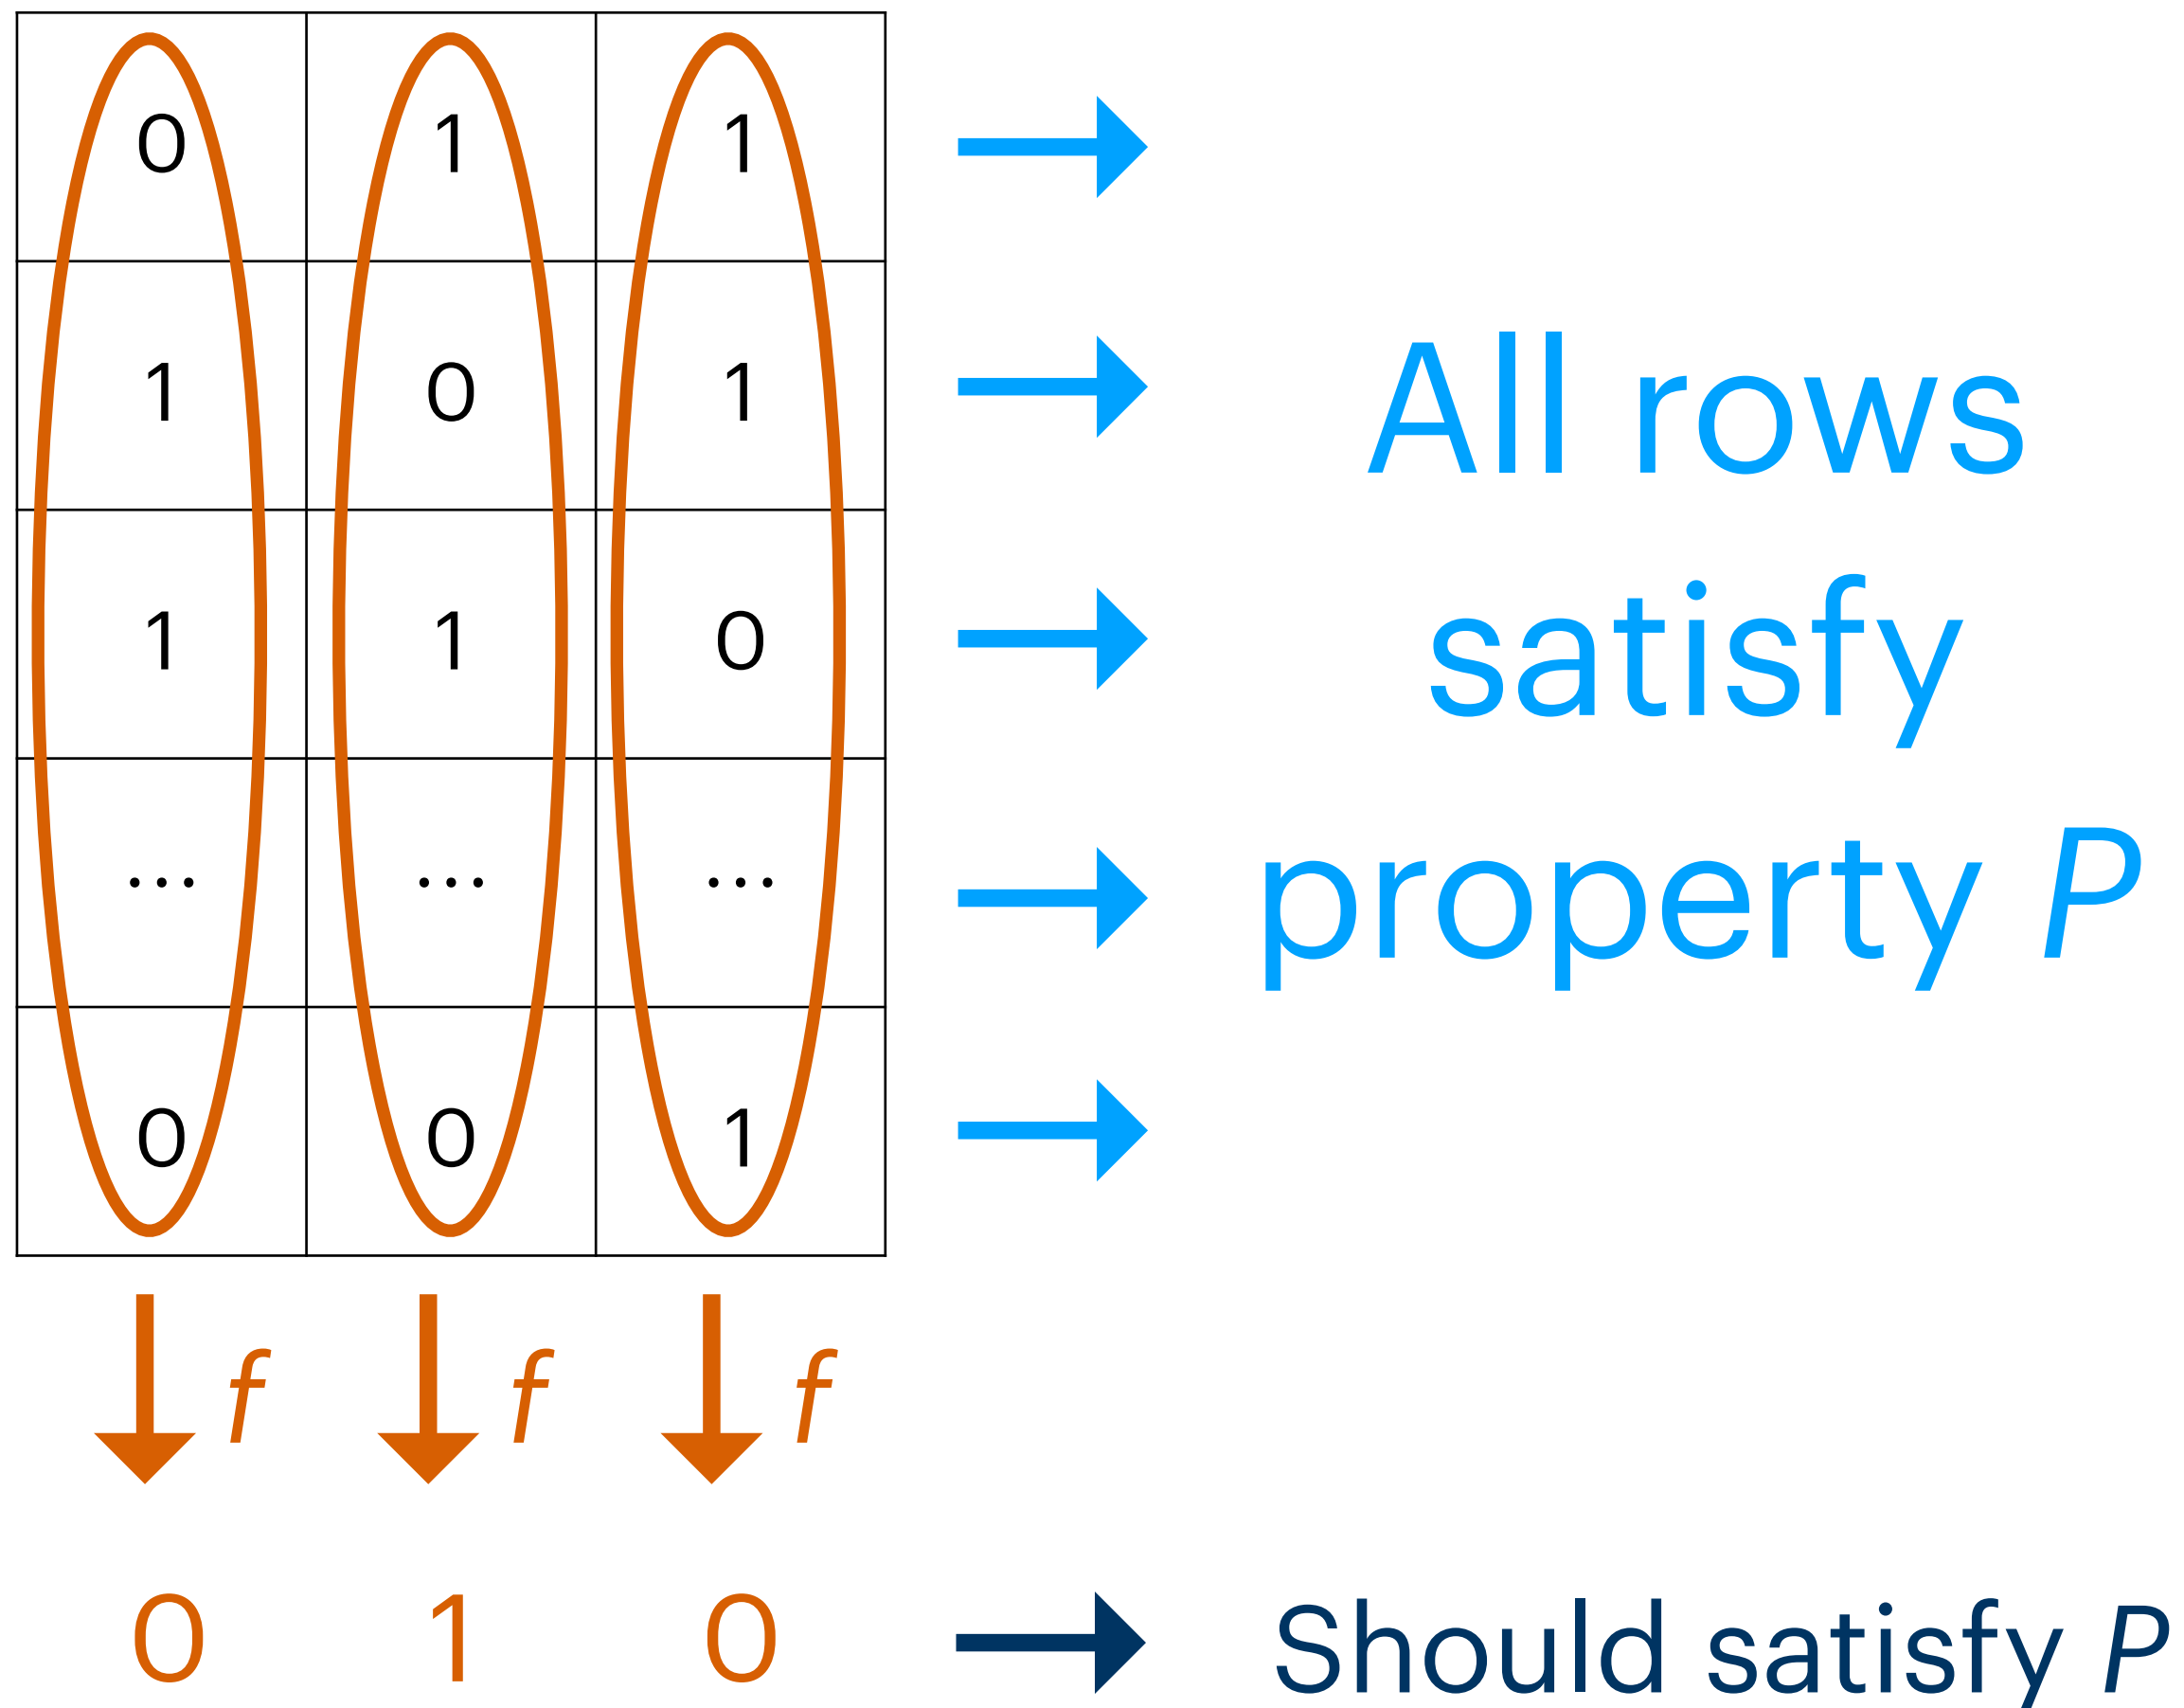 0 1 1
1 0 1
All rows
1 1 0
satisfy
... ... ...
property P
0 0 1
f f f
0 1 0
Should satisfy P